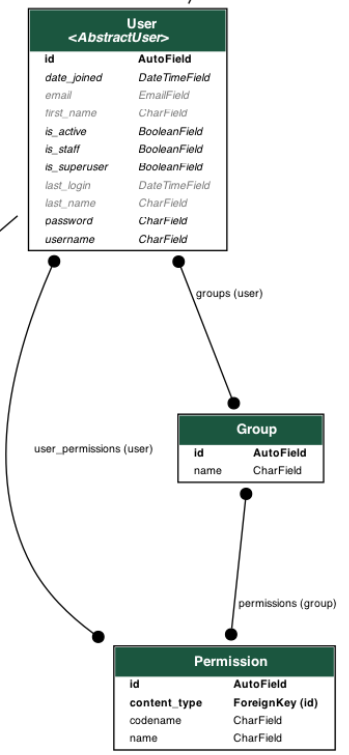 User
<AbstractUser>
id AutoField
date_joined DateTimeField
email EmailField
first_name CharField
is_active BooleanField
is_staff BooleanField
is_superuser BooleanField
last_login DateTimeField
last_name CharField
password CharField
username CharField
groups (user)
Group
id AutoField
name CharField
user_permissions (user)
permissions (group)
Permission
id AutoField
content_type ForeignKey (id)
codename CharField
name CharField